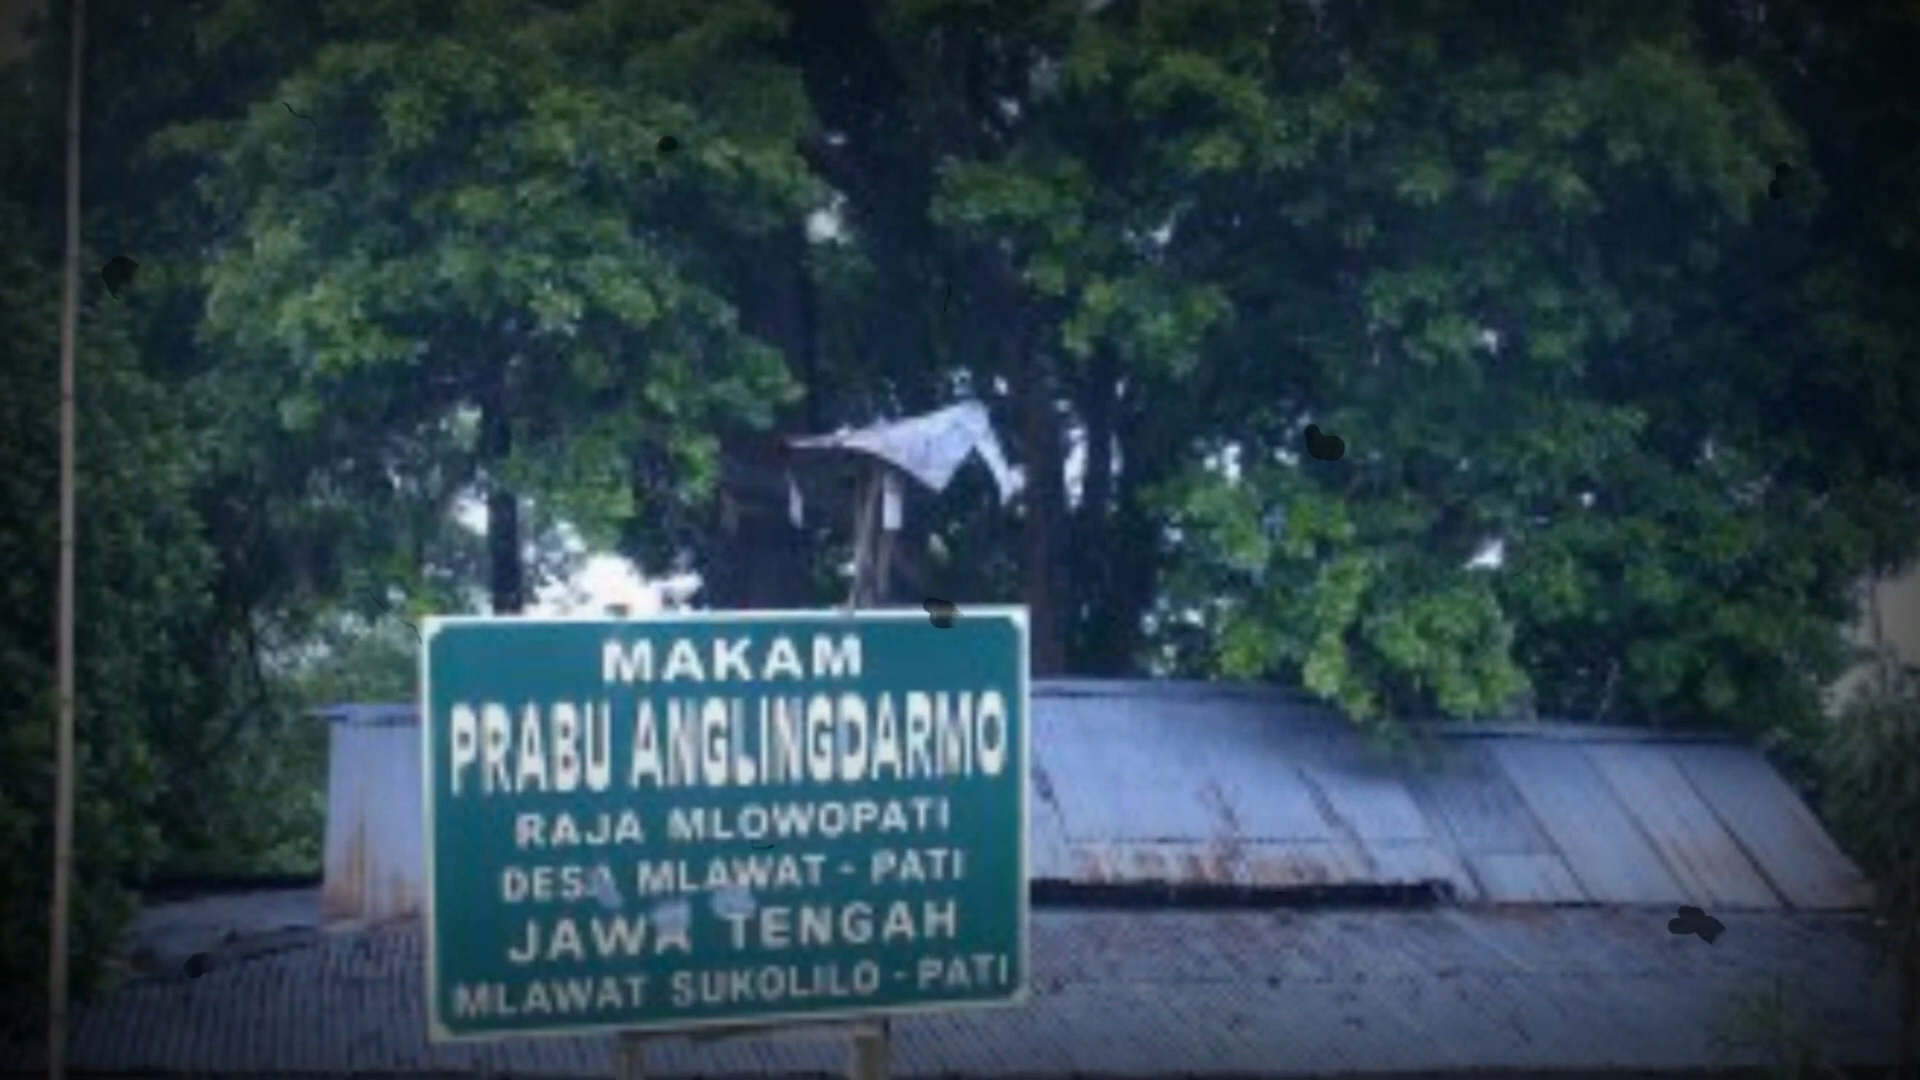 MAKAM
PRABU ANGLINGDARMO
RAJA MLOWOPATI
DESA MLAWAT - PATI
JAWA TENGAH
MLAWAT SUKOLILO - PATI